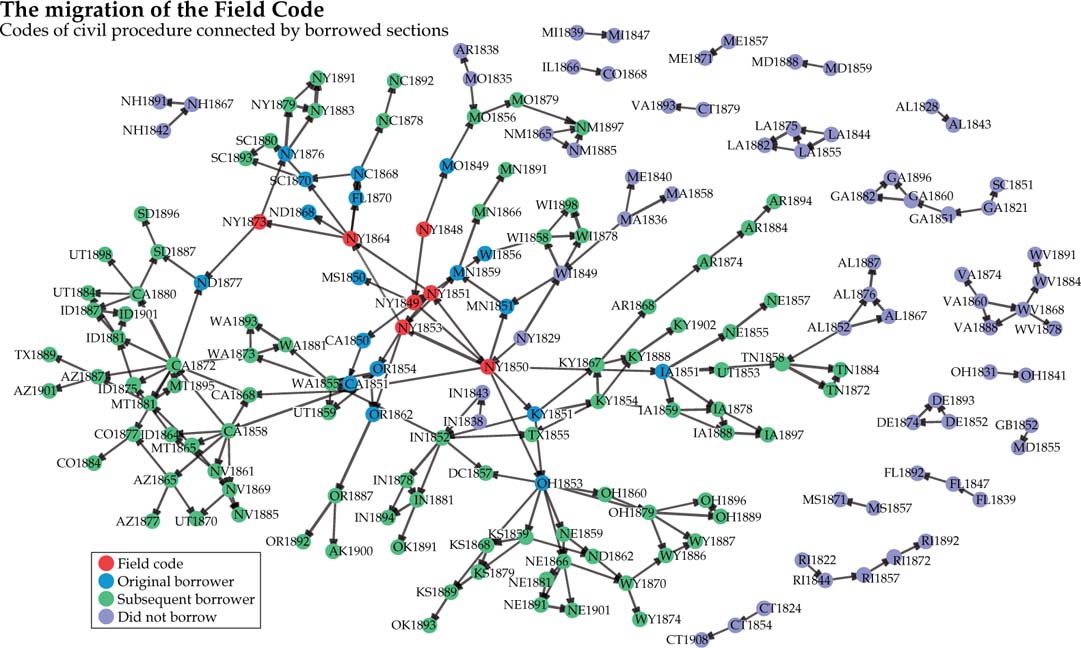 The migration of the Field Code
Codes of civil procedure connected by borrowed sections
MI1839
MI1847
ME1857
ME1871
AR1838
IL1866
CO1868
MD1888
MD1859
NY1891
NC1892
MO1835
NH1891
NH1867
NY1879
NY1883
MO1879
MO1856
VA1893
CT1879
AL1828
AL1843
NH1842
NC1878
NM1865
NM1897
LA1875
LA1844
SC1880
NM1885
LA1882
LA1855
SC1893
NY1876
MO1849
MN1891
SC1870
NC1868
ME1840
GA1896
SC1851
MA1858
GA1882
GA1860
FL1870
AR1894
WI1898
GA1851
GA1821
SD1896
ND1868
MN1866
MA1836
NY1873
NY1848
AR1884
NY1864
WI1858
WI1878
SD1887
UT1898
WI1856
WV1891
AR1874
AL1887
MS1850
MN1859
WI1849
VA1874
WV1884
ND1877
UT1884
CA1880
NY1851
AL1876
NY1849
MN1851
AR1868
NE1857
VA1860
ID1887
ID1901
WV1868
AL1867
WA1893
NY1853
KY1902
AL1852
VA1888
WV1878
ID1881
CA1850
NY1829
NE1855
WA1881
TX1889
WA1873
KY1888
TN1858
CA1872
NY1850
KY1867
OR1854
IA1851
UT1853
TN1884
OH1831
OH1841
AZ1887
WA1855
CA1851
AZ1901
ID1875
MT1895
TN1872
CA1868
IN1843
MT1881
KY1854
DE1893
UT1859
OR1862
IN1838
KY1851
IA1859
IA1878
DE1874
DE1852
GB1852
CO1877
ID1864
CA1858
IN1852
TX1855
IA1888
IA1897
MT1865
MD1855
CO1884
NV1861
DC1857
FL1892
AZ1865
IN1878
OH1853
FL1847
NV1869
OR1887
IN1881
OH1860
OH1896
MS1871
FL1839
OH1879
MS1857
AZ1877
UT1870
NV1885
IN1894
OH1889
KS1859
NE1859
OR1892
AK1900
OK1891
KS1868
WY1887
RI1892
ND1862
WY1886
RI1822
RI1872
NE1866
KS1879
RI1844
RI1857
NE1881
WY1870
KS1889
NE1891
NE1901
CT1824
OK1893
WY1874
CT1854
CT1908
Field code
Original borrower
Subsequent borrower
Did not borrow